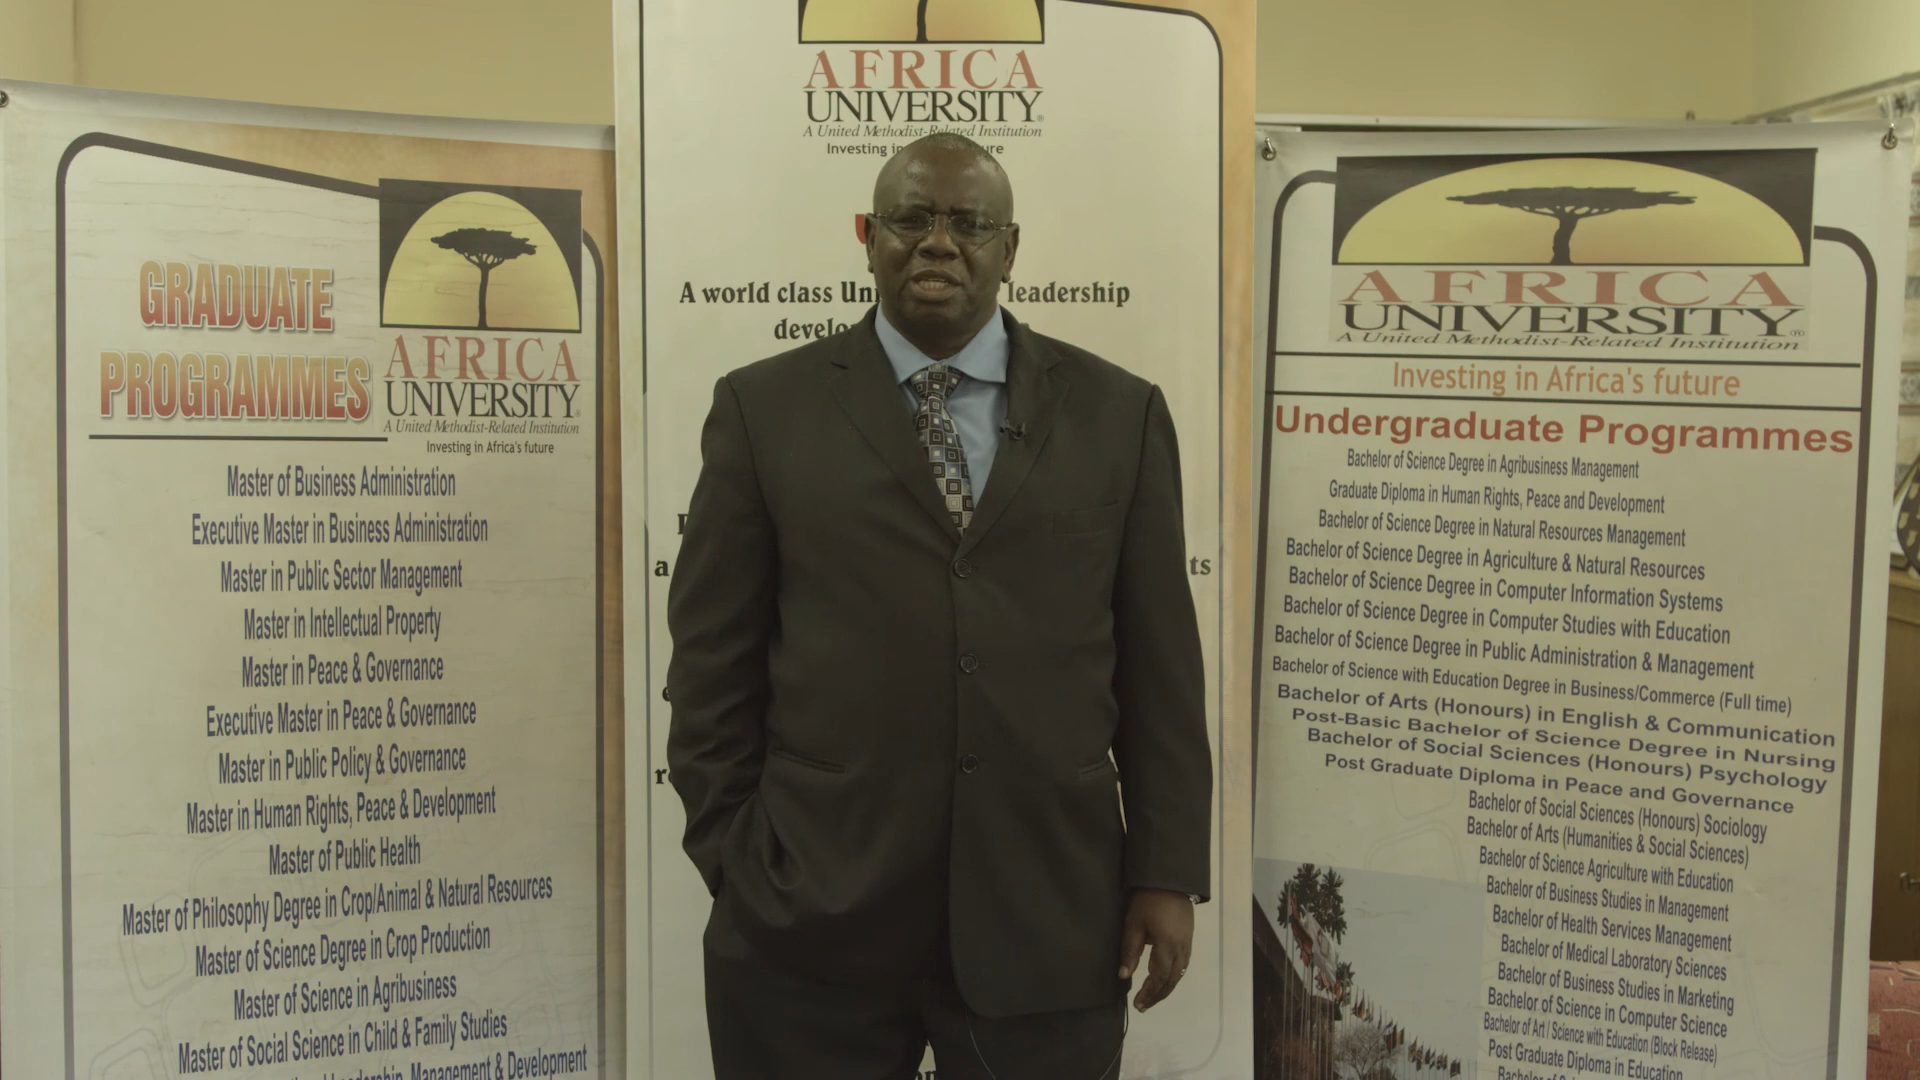 GRADUATE
PROGRAMMES
AFRICA
UNIVERSITY
A United Methodist-Related Institution
Investing in Africa's future
Master of Business Administration
Executive Master in Business Administration
Master in Public Sector Management
Master in Intellectual Property
Master in Peace & Governance
Executive Master in Peace & Governance
Master in Public Policy & Governance
Master in Human Rights, Peace & Development
Master of Public Health
Master of Philosophy Degree in Crop/Animal & Natural Resources
Master of Science Degree in Crop Production
Master of Science in Agribusiness
Master of Social Science in Child & Family Studies
Management & Development
AFRICA
UNIVERSITY®
A United Methodist-Related Institution
Investing
A world class leadership
AFRICA
UNIVERSITY®
A United Methodist-Related Institution
Investing in Africa's future
Undergraduate Programmes
Bachelor of Science Degree in Agribusiness Management
Graduate Diploma in Human Rights, Peace and Development
Bachelor of Science Degree in Natural Resources Management
Bachelor of Science Degree in Agriculture & Natural Resources
Bachelor of Science Degree in Computer Information Systems
Bachelor of Science Degree in Computer Studies with Education
Bachelor of Science Degree in Public Administration & Management
Bachelor of Science with Education Degree in Business/Commerce (Full time)
Bachelor of Arts (Honours) in English & Communication
Post-Basic Bachelor of Science Degree in Nursing
Bachelor of Social Sciences (Honours) Psychology
Post Graduate Diploma in Peace and Governance
Bachelor of Social Sciences (Honours) Sociology
Bachelor of Arts (Humanities & Social Sciences)
Bachelor of Science Agriculture with Education
Bachelor of Business Studies in Management
Bachelor of Health Services Management
Bachelor of Medical Laboratory Sciences
Bachelor of Business Studies in Marketing
Bachelor of Science in Computer Science
Bachelor of Art / Science with Education (Block Release)
Post Graduate Diploma in Education